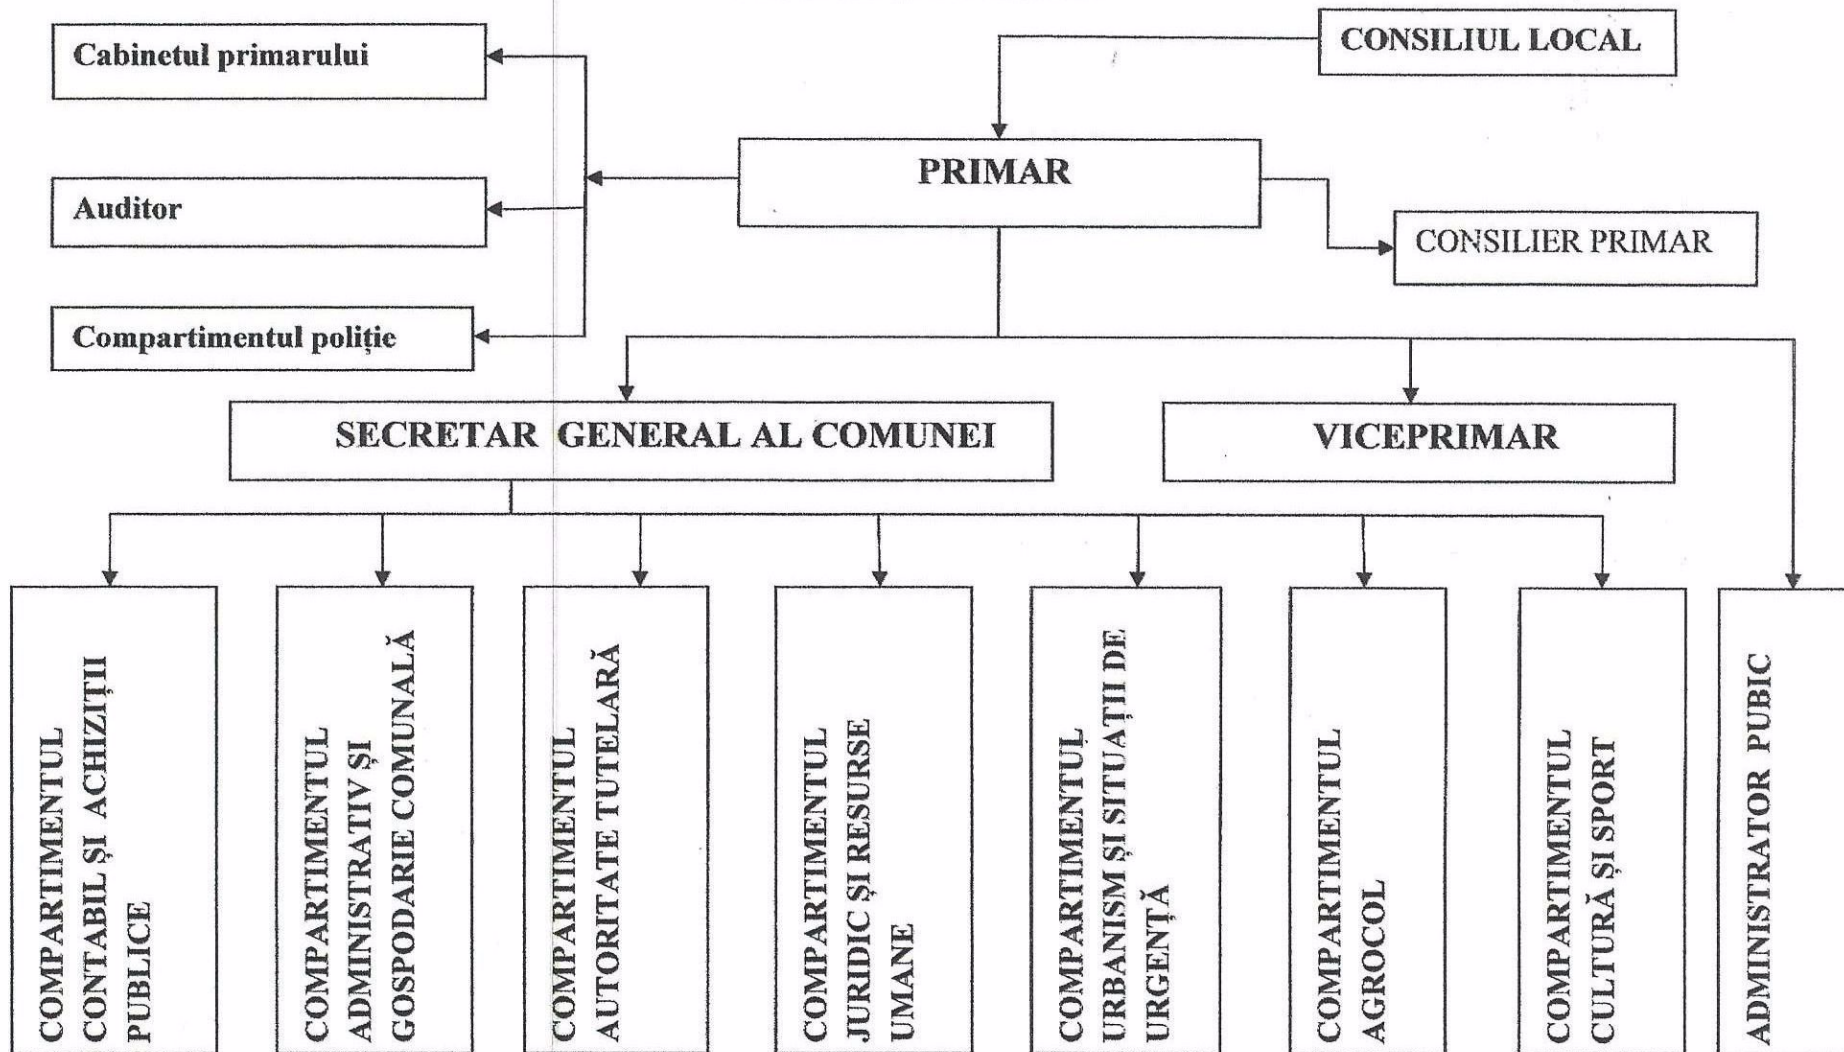 CONSILIUL LOCAL
Cabinetul primarului
PRIMAR
Auditor
CONSILIER PRIMAR
Compartimentul poliție
SECRETAR GENERAL AL COMUNEI
VICEPRIMAR
COMPARTIMENTUL
CONTABIL ȘI ACHIZIȚII
PUBLICE
COMPARTIMENTUL
ADMINISTRATIV ȘI
GOSPODARIE COMUNALĂ
COMPARTIMENTUL
AUTORITATE TUTELARĂ
COMPARTIMENTUL
JURIDIC ȘI RESURSE
UMANE
COMPARTIMENTUL
URBANISM ȘI SITUAȚII DE
URGENȚĂ
COMPARTIMENTUL
AGROCOL
COMPARTIMENTUL
CULTURĂ ȘI SPORT
ADMINISTRATOR PUBIC